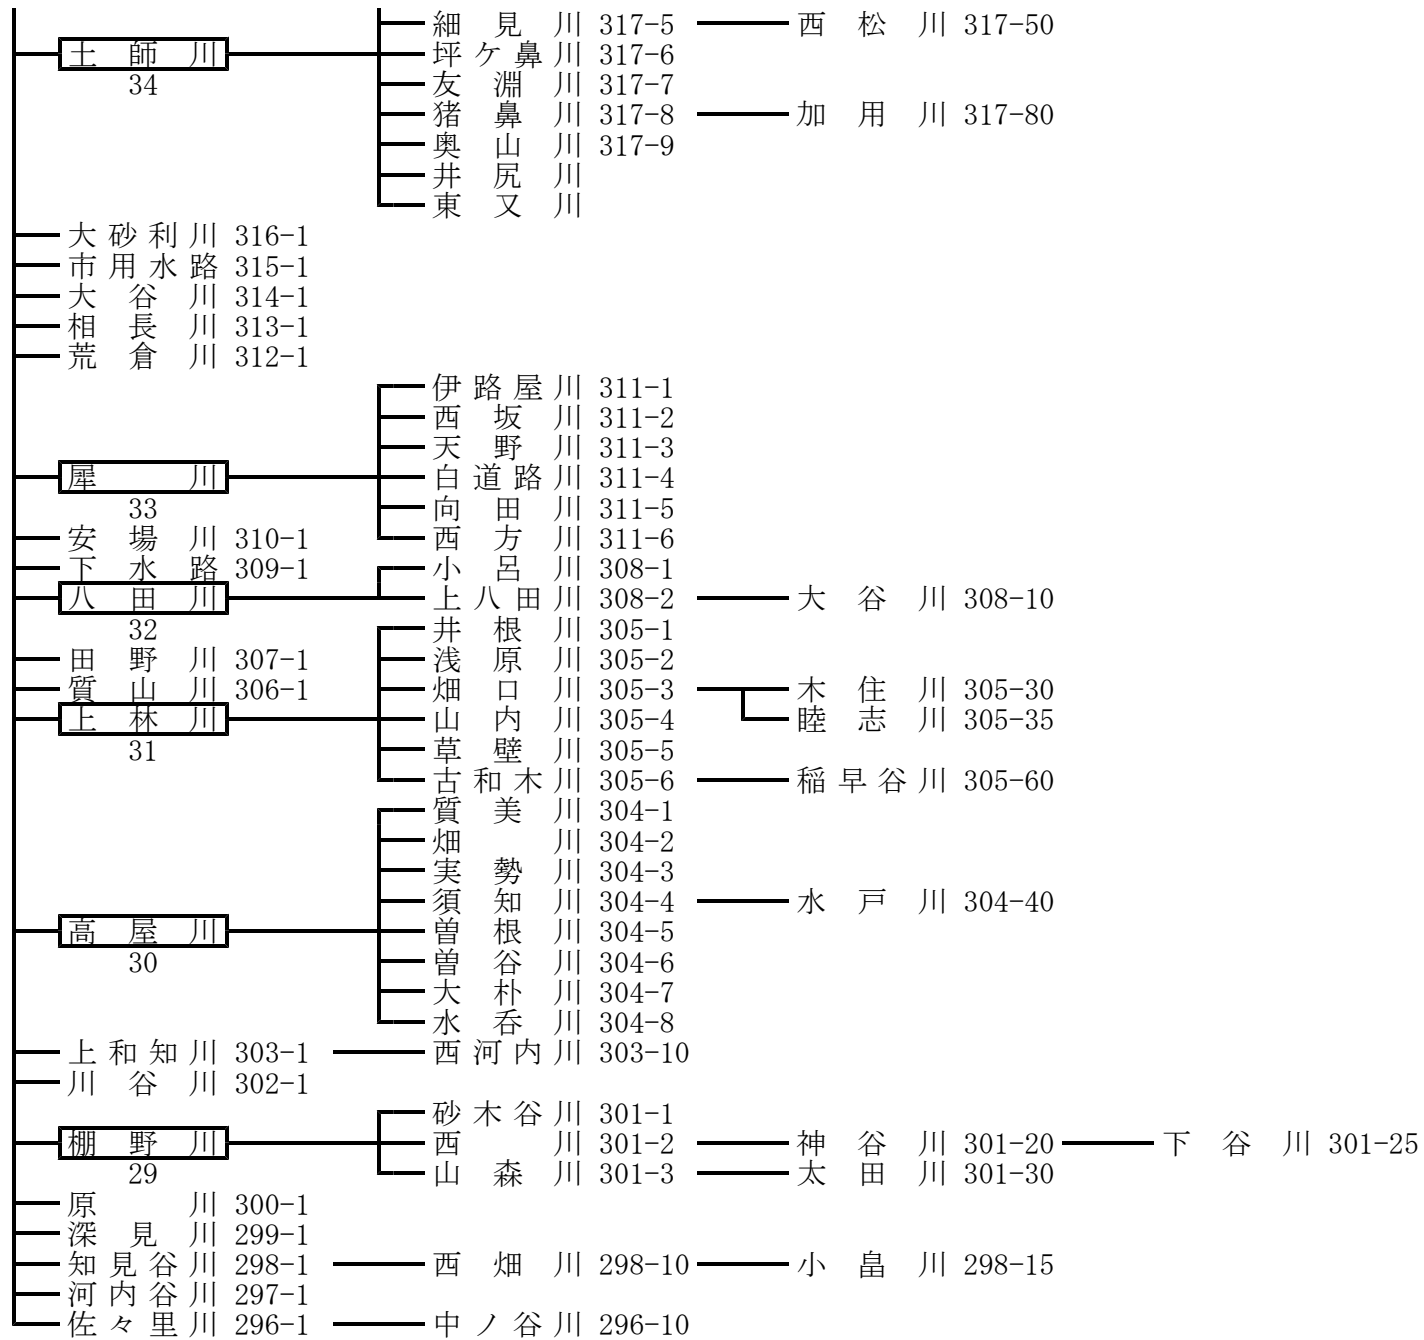 細見川 317-5 西松川 317-50
土師川 坪ケ鼻川 317-6
34 友淵川 317-7
猪鼻川 317-8 加用川 317-80
奥山川 317-9
井尻川
東又川
大砂利川 316-1
市用水路 315-1
大谷川 314-1
相長川 313-1
荒倉川 312-1
伊路屋川 311-1
西坂川 311-2
天野川 311-3
犀川 白道路川 311-4
33 向田川 311-5
安場川 310-1 西方川 311-6
下水路 309-1 小呂川 308-1
八田川 上八田川 308-2 大谷川 308-10
32 井根川 305-1
田野川 307-1 浅原川 305-2
質山川 306-1 畑口川 305-3 木住川 305-30
上林川 山内川 305-4 睦志川 305-35
31 草壁川 305-5
古和木川 305-6 稲早谷川 305-60
質美川 304-1
畑川 304-2
実勢川 304-3
須知川 304-4 水戸川 304-40
高屋川 曽根川 304-5
30 曽谷川 304-6
大朴川 304-7
水呑川 304-8
上和知川 303-1 西河内川 303-10
川谷川 302-1
砂木谷川 301-1
棚野川 西川 301-2 神谷川 301-20 下谷川 301-25
29 山森川 301-3 太田川 301-30
原川 300-1
深見川 299-1
知見谷川 298-1 西畑川 298-10 小畠川 298-15
河内谷川 297-1
佐々里川 296-1 中ノ谷川 296-10